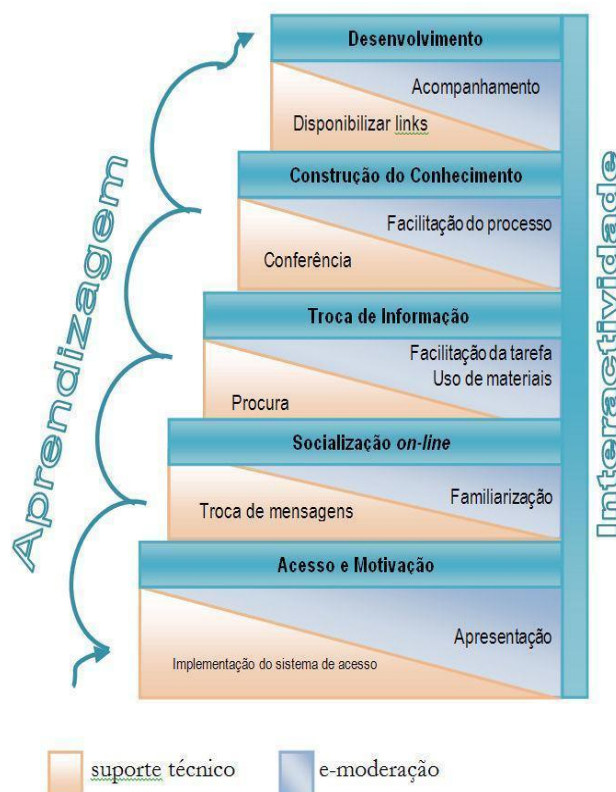 Desenvolvimento
Acompanhamento
Disponibilizar links
Construção do Conhecimento
Facilitação do processo
Conferência
Troca de Informação
Facilitação da tarefa
Uso de materiais
Procura
Socialização on-line
Familiarização
Troca de mensagens
Acesso e Motivação
Apresentação
Implementação do sistema de acesso
Aprendizagem
Interactividade
suporte técnico
e-moderação